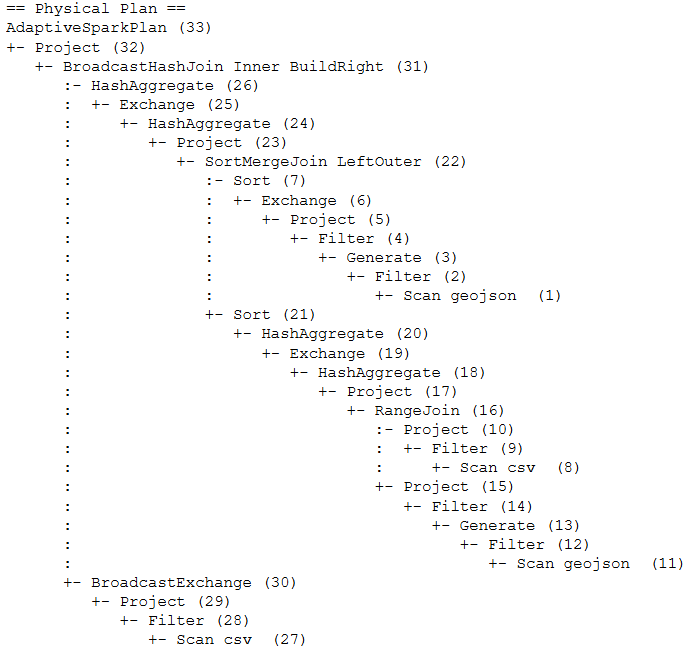 == Physical Plan ==
AdaptiveSparkPlan (33)
+- Project (32)
   +- BroadcastHashJoin Inner BuildRight (31)
      :- HashAggregate (26)
      :  +- Exchange (25)
      :     +- HashAggregate (24)
      :        +- Project (23)
      :           +- SortMergeJoin LeftOuter (22)
      :              :- Sort (7)
      :              :  +- Exchange (6)
      :              :     +- Project (5)
      :              :        +- Filter (4)
      :              :           +- Generate (3)
      :              :              +- Filter (2)
      :              :                 +- Scan geojson  (1)
      :              +- Sort (21)
      :                 +- HashAggregate (20)
      :                    +- Exchange (19)
      :                       +- HashAggregate (18)
      :                          +- Project (17)
      :                             +- RangeJoin (16)
      :                                :- Project (10)
      :                                :  +- Filter (9)
      :                                :     +- Scan csv  (8)
      :                                +- Project (15)
      :                                   +- Filter (14)
      :                                      +- Generate (13)
      :                                         +- Filter (12)
      :                                            +- Scan geojson  (11)
      +- BroadcastExchange (30)
         +- Project (29)
            +- Filter (28)
               +- Scan csv  (27)